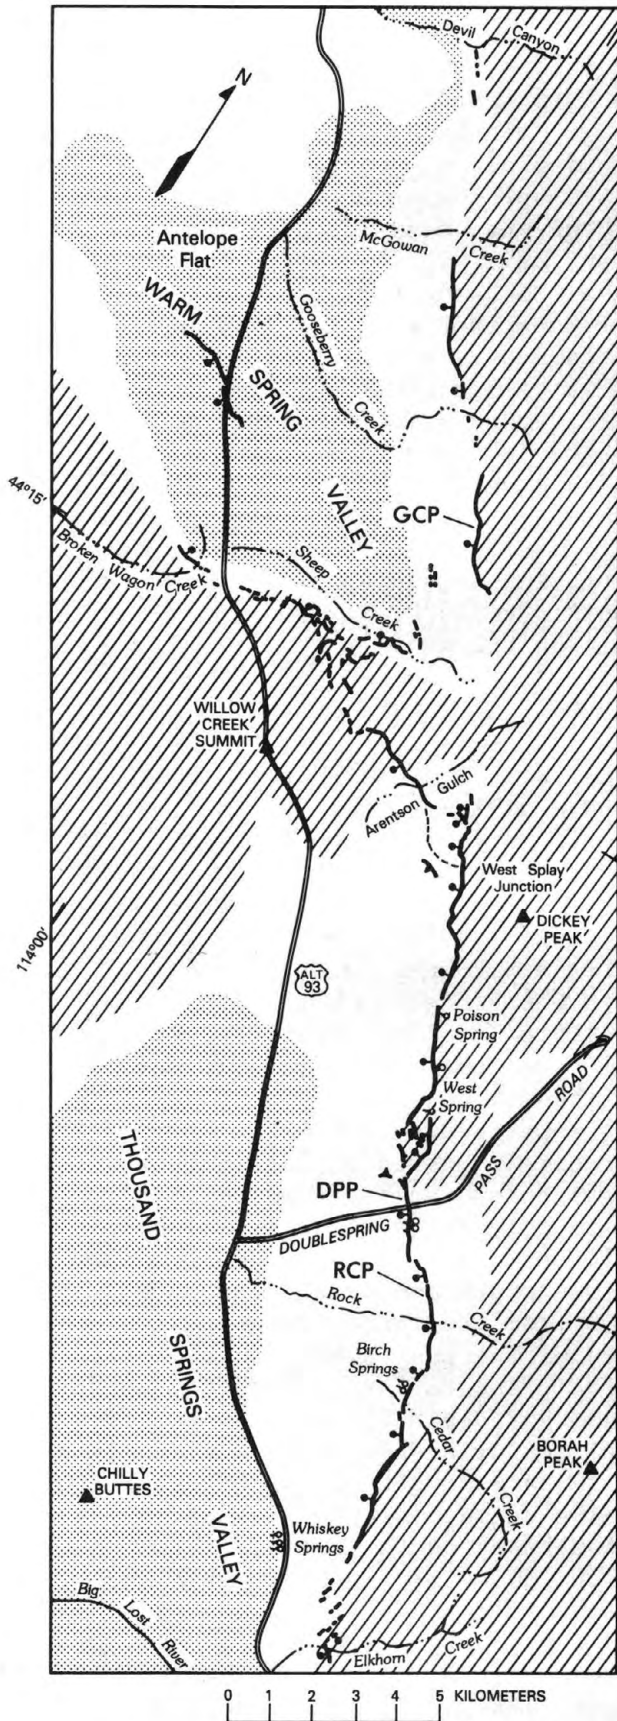 Devil Canyon
N
McGowan Creek
Antelope
Flat
WARM
SPRING
VALLEY
Gooseberry
Creek
44°15'
GCP
Broken Wagon Creek
Sheep
Creek
WILLOW
CREEK
SUMMIT
Arentson Gulch
West Splay
Junction
DICKEY
PEAK
114°00'
ALT
93
Poison
Spring
West
Spring
ROAD
PASS
DOUBLESPRING
DPP
THOUSAND
SPRINGS
VALLEY
RCP
Rock
Creek
Birch
Springs
Cedar
Creek
BORAH
PEAK
CHILLY
BUTTES
Whiskey
Springs
Big
Lost
River
Elkhorn
Creek
0 1 2 3 4 5 KILOMETERS